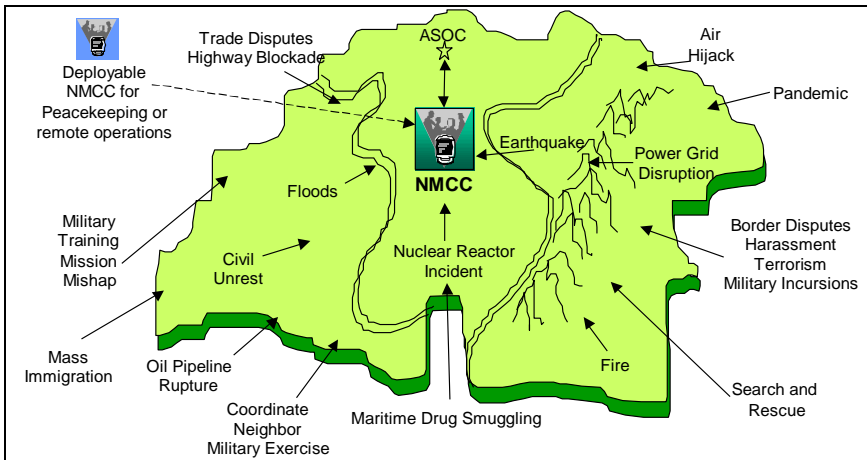 Trade Disputes
Highway Blockade
ASOC
Air
Hijack
Deployable
NMCC for
Peacekeeping or
remote operations
Pandemic
Earthquake
Power Grid
Disruption
NMCC
Floods
Military
Training
Mission
Mishap
Civil
Unrest
Nuclear Reactor
Incident
Border Disputes
Harassment
Terrorism
Military Incursions
Mass
Immigration
Oil Pipeline
Rupture
Fire
Search and
Rescue
Coordinate
Neighbor
Military Exercise
Maritime Drug Smuggling